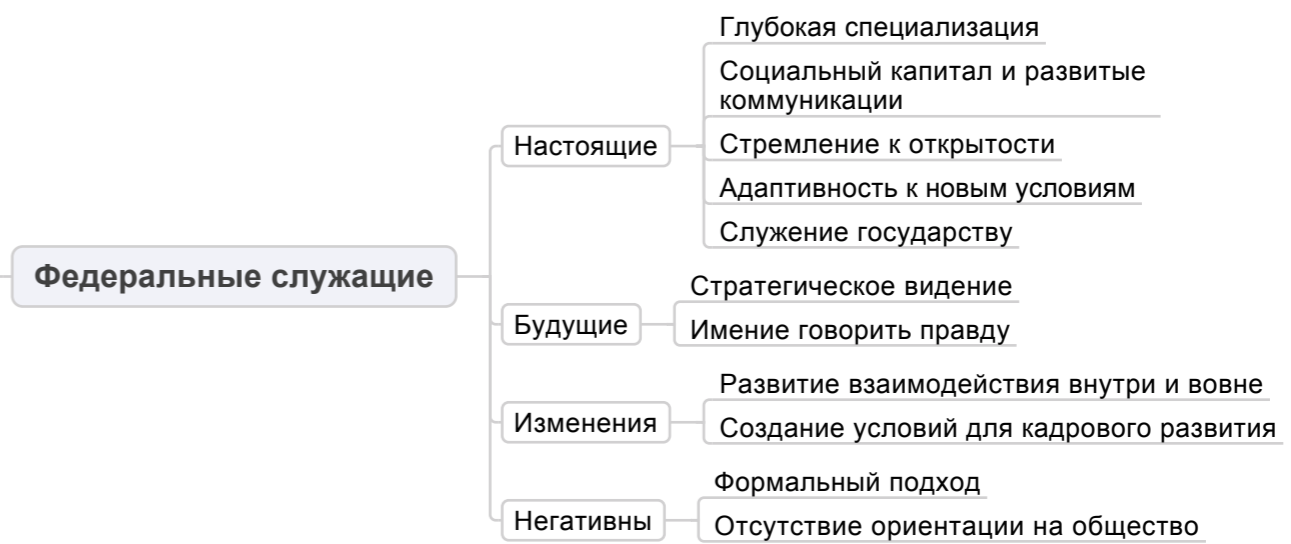 Федеральные служащие
Настоящие
Глубокая специализация
Социальный капитал и развитые
коммуникации
Стремление к открытости
Адаптивность к новым условиям
Служение государству
Будущие
Стратегическое видение
Имение говорить правду
Изменения
Развитие взаимодействия внутри и вовне
Создание условий для кадрового развития
Негативны
Формальный подход
Отсутствие ориентации на общество